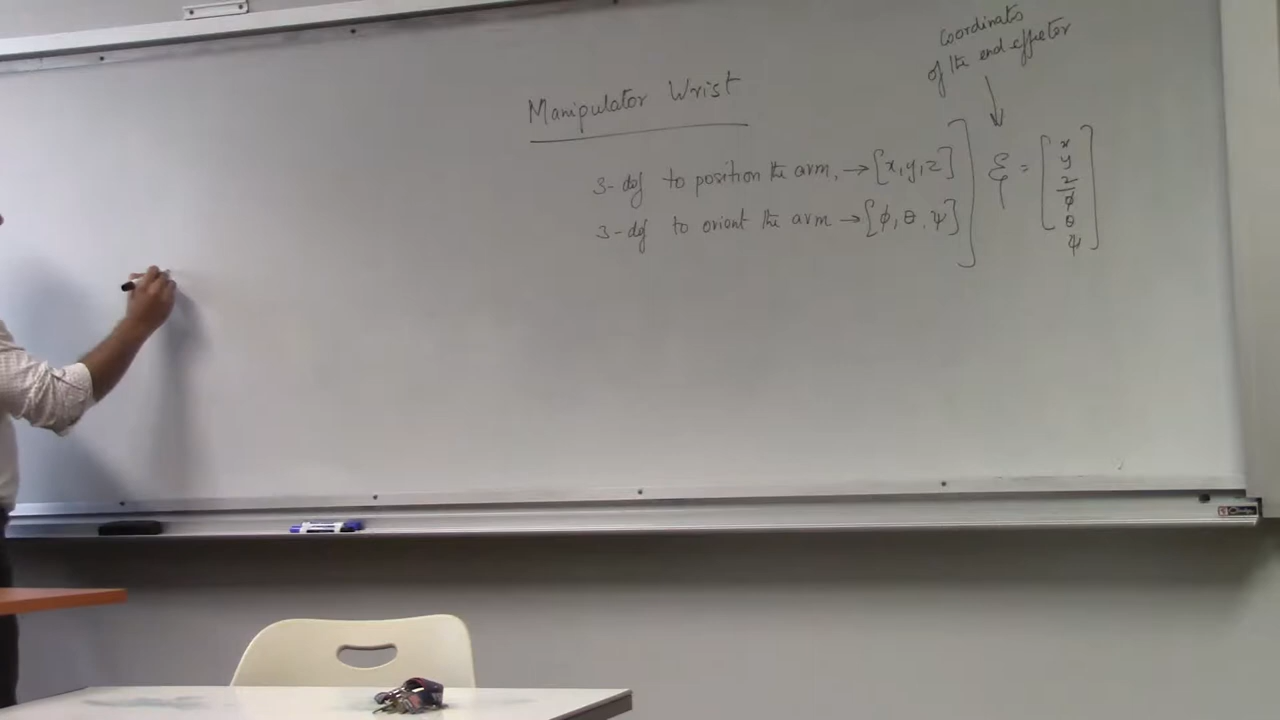 Coordinates
of the end effector
Manipulator Wrist
3-dof to position the arm, → [x, y, z]
3-dof to orient the arm → [ϕ, θ, ψ]
ξ = [x y z ϕ θ ψ]